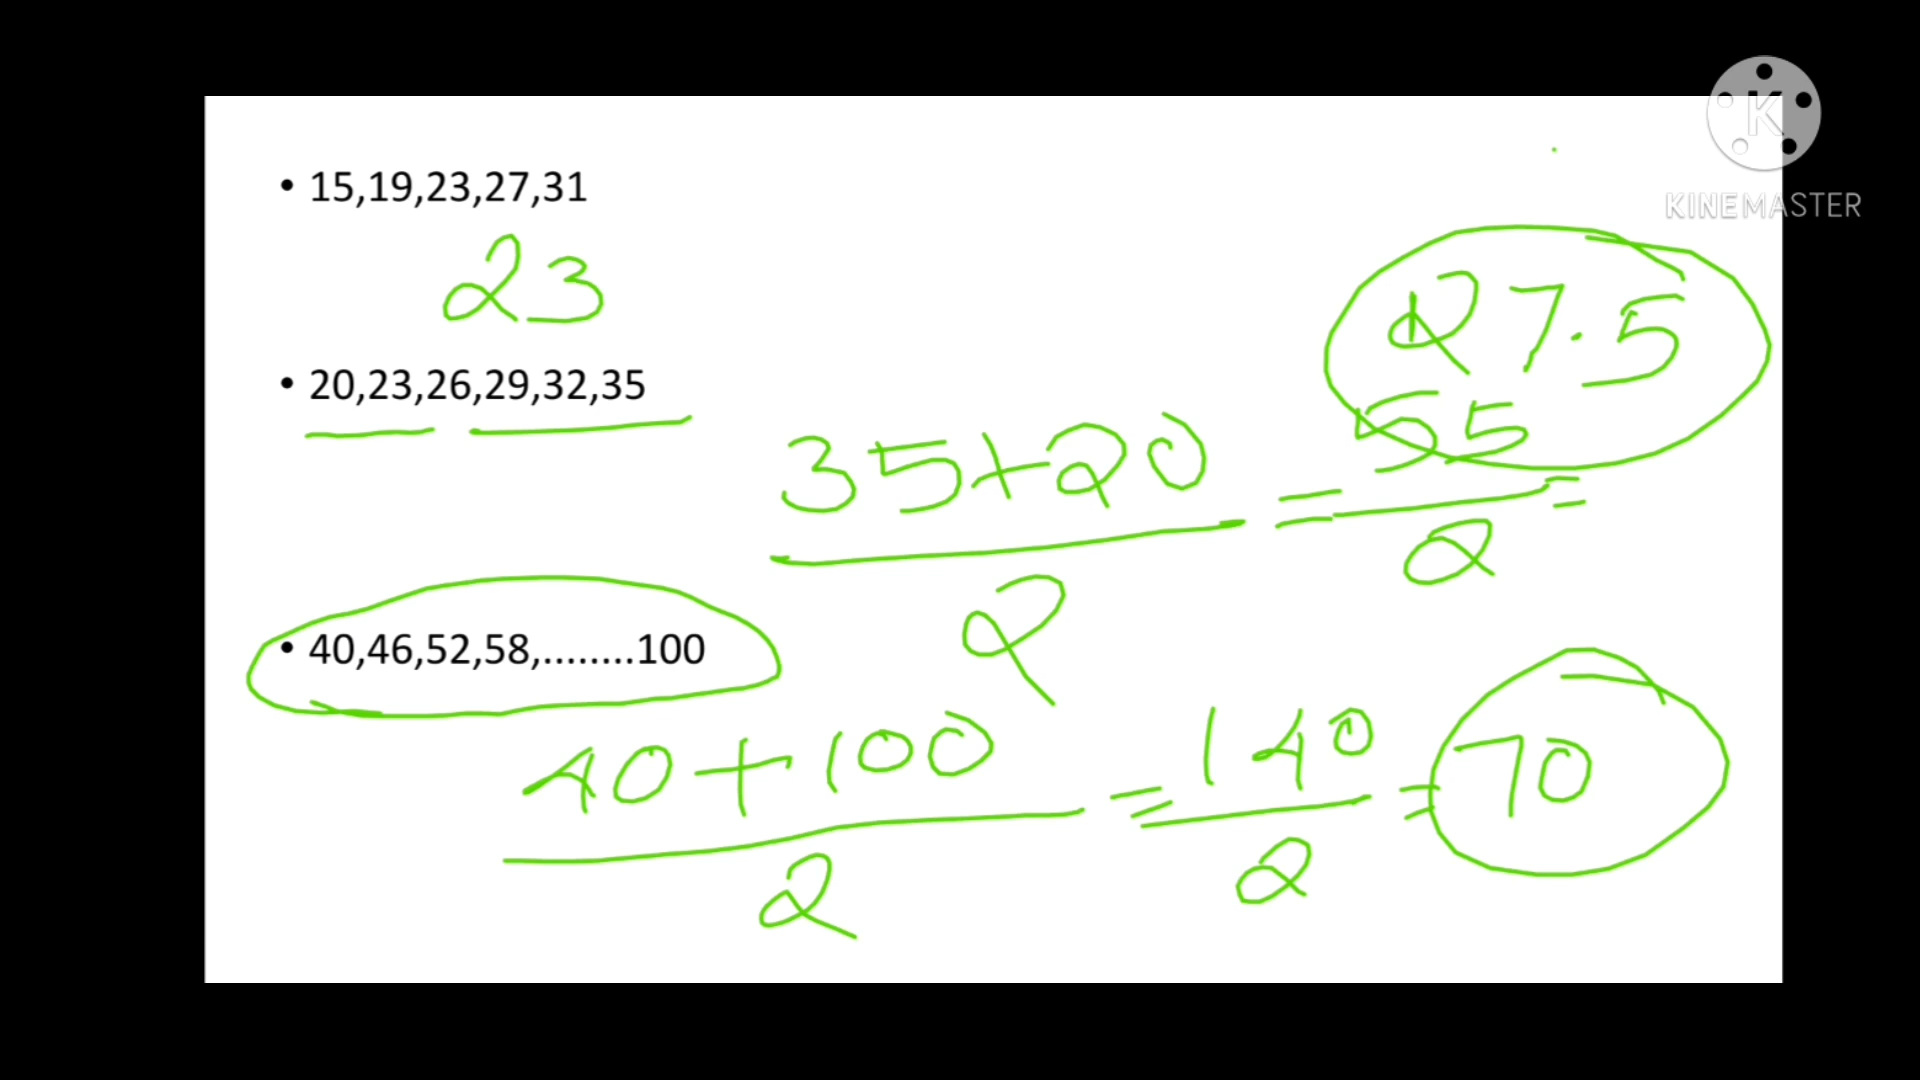 K
KINEMASTER
• 15,19,23,27,31
23
• 20,23,26,29,32,35
35+20 / 2 = 55 / 2 =
27.5
• 40,46,52,58,........100
40+100 / 2 = 140 / 2 = 70